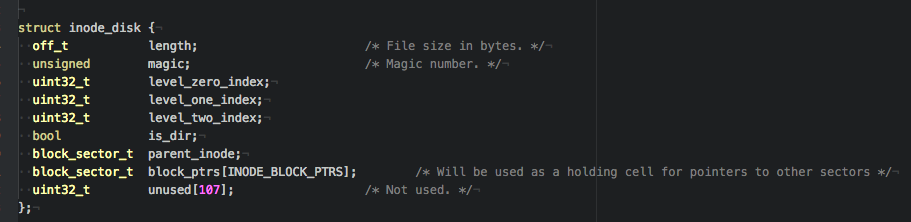 struct inode_disk {
off_t length; /* File size in bytes. */
unsigned magic; /* Magic number. */
uint32_t level_zero_index;
uint32_t level_one_index;
uint32_t level_two_index;
bool is_dir;
block_sector_t parent_inode;
block_sector_t block_ptrs[INODE_BLOCK_PTRS]; /* Will be used as a holding cell for pointers to other sectors */
uint32_t unused[107]; /* Not used. */
};